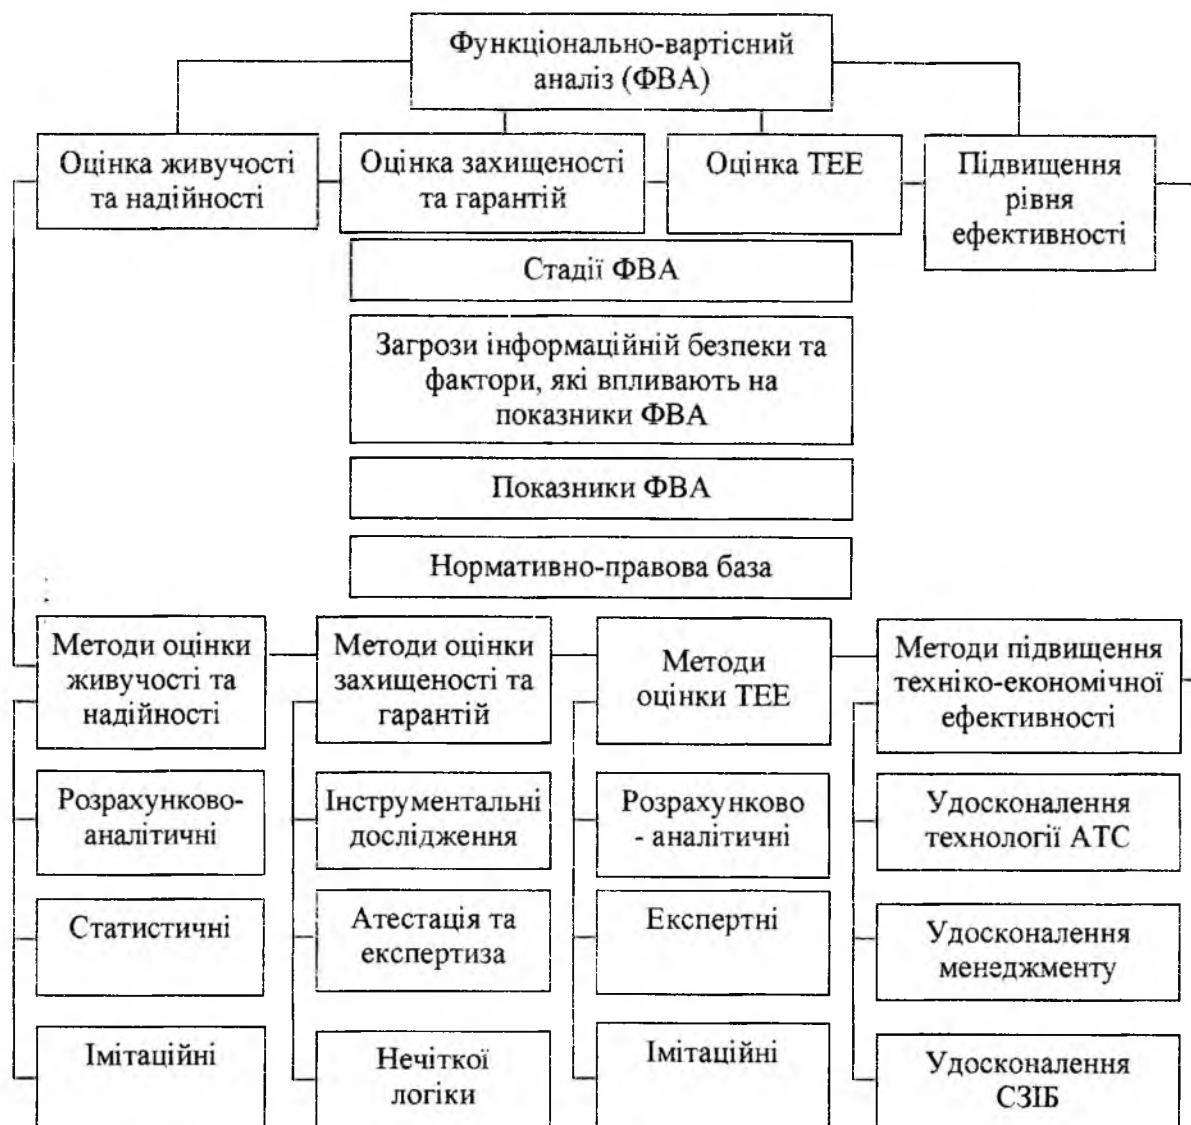 Функціонально-вартісний
аналіз (ФВА)
Оцінка живучості
та надійності
Оцінка захищеності
та гарантій
Оцінка ТЕЕ
Підвищення
рівня
ефективності
Стадії ФВА
Загрози інформаційній безпеки та
фактори, які впливають на
показники ФВА
Показники ФВА
Нормативно-правова база
Методи оцінки
живучості та
надійності
Методи оцінки
захищеності та
гарантій
Методи
оцінки ТЕЕ
Методи підвищення
техніко-економічної
ефективності
Розрахунково-
аналітичні
Інструментальні
дослідження
Розрахунково
- аналітичні
Удосконалення
технології АТС
Статистичні
Атестація та
експертиза
Експертні
Удосконалення
менеджменту
Імітаційні
Нечіткої
логіки
Імітаційні
Удосконалення
СЗІБ